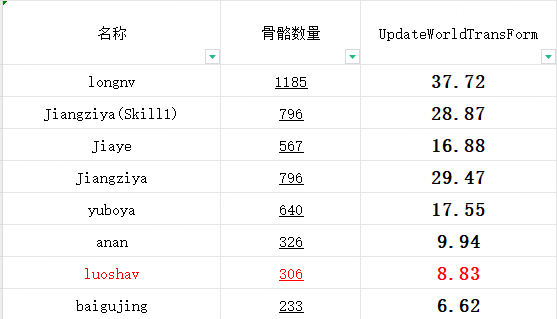 名称 骨骼数量 UpdateWorldTransForm
longnv 1185 37.72
Jiangziya(Skill1) 796 28.87
Jiaye 567 16.88
Jiangziya 796 29.47
yuboya 640 17.55
anan 326 9.94
luoshav 306 8.83
baigujing 233 6.62